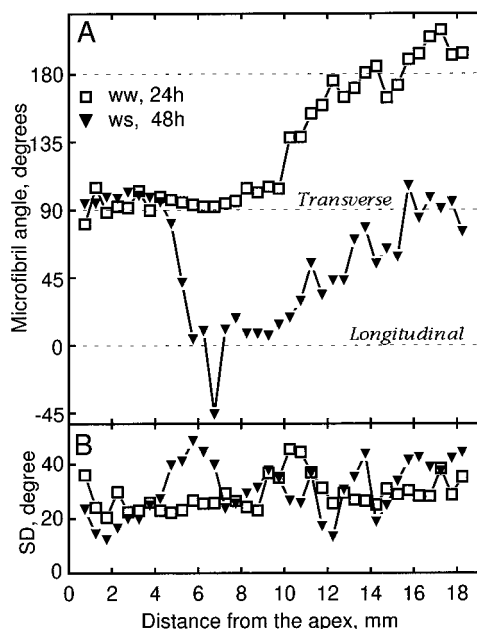 A
180
135
90
45
0
-45
Microfibril angle, degrees
ww, 24h
ws, 48h
Transverse
Longitudinal
B
40
20
0
SD, degree
0 2 4 6 8 10 12 14 16 18
Distance from the apex, mm